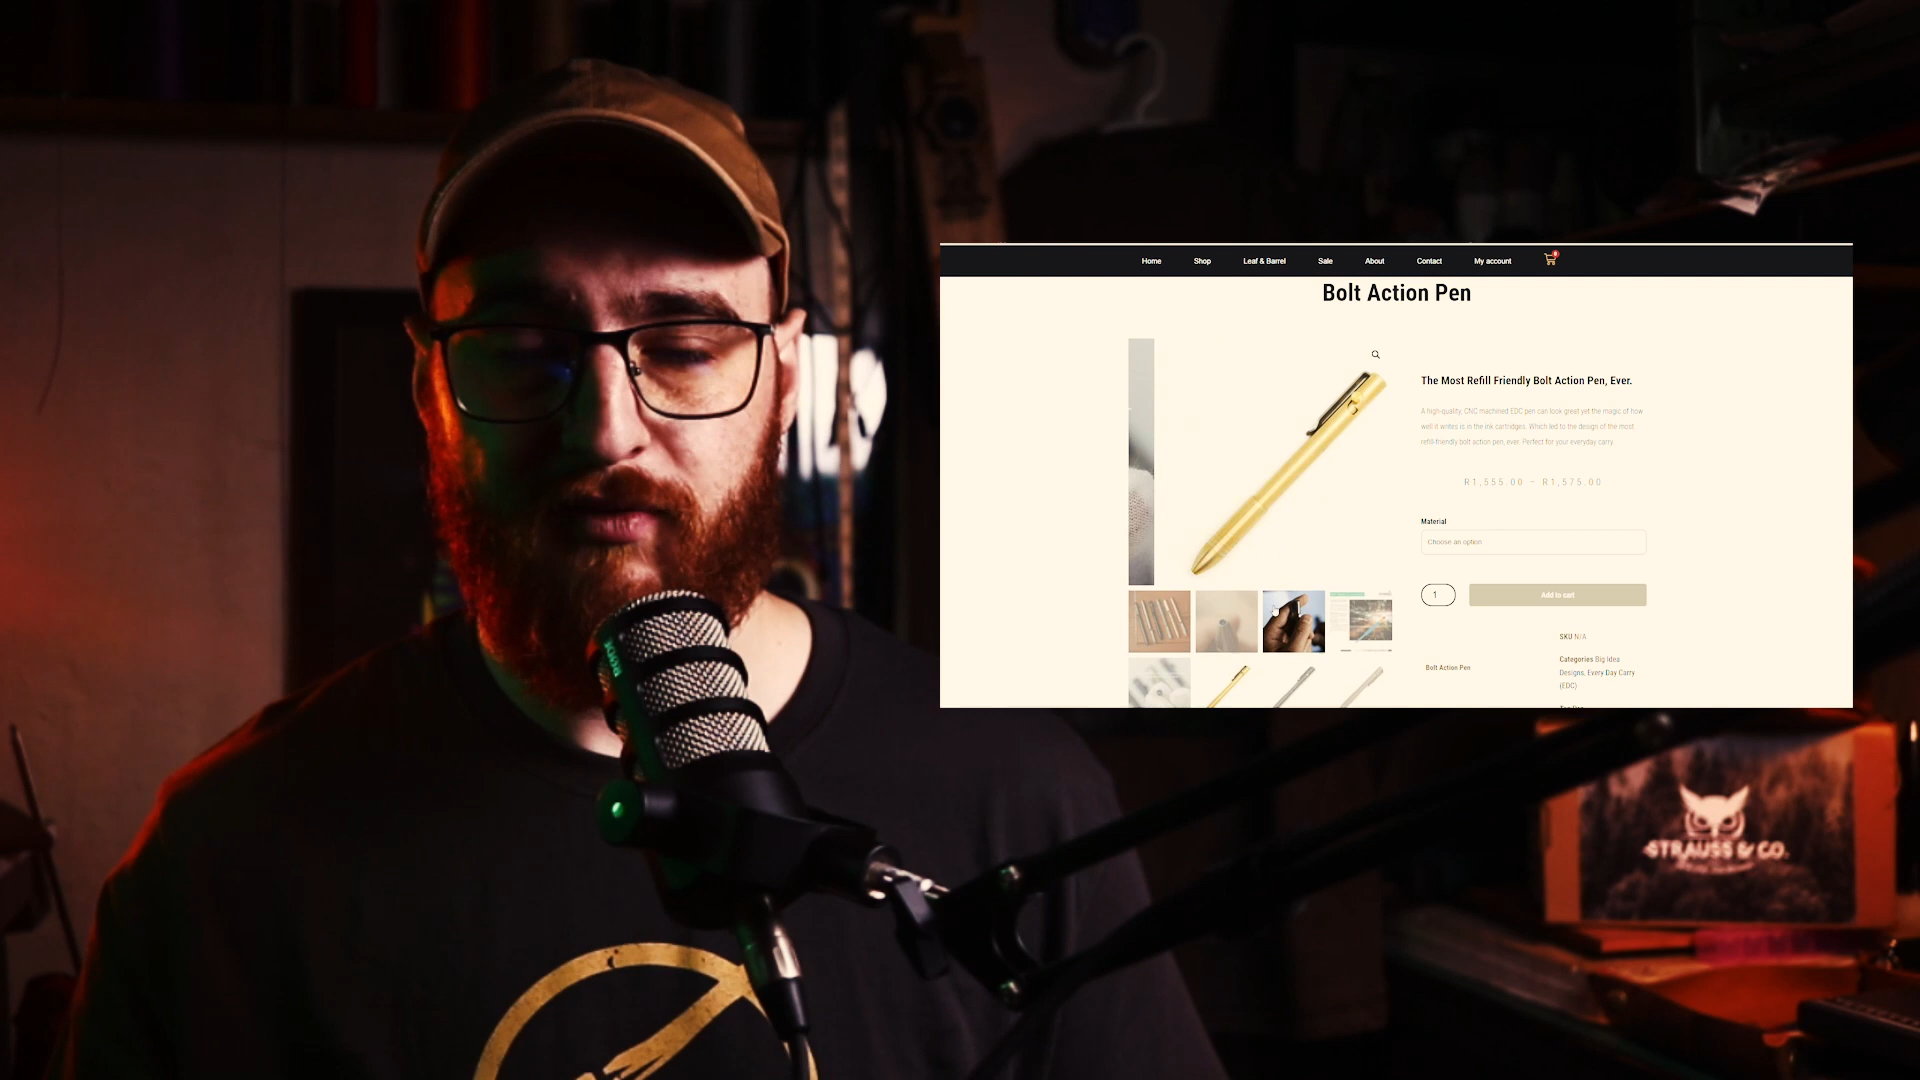 Home Shop Leaf & Barrel Sale About Contact My account
Bolt Action Pen
The Most Refill Friendly Bolt Action Pen, Ever.
A high-quality, CNC machined EDC pen can look great yet the magic of how
well it writes is in the ink cartridges. Which led to the design of the most
refill-friendly bolt action pen, ever. Perfect for your everyday carry.
R1,555.00 – R1,575.00
Material
Choose an option
1
Add to cart
SKU N/A
Categories Big Idea
Designs, Every Day Carry
(EDC)
Bolt Action Pen
RODE
STRAUSS & CO.